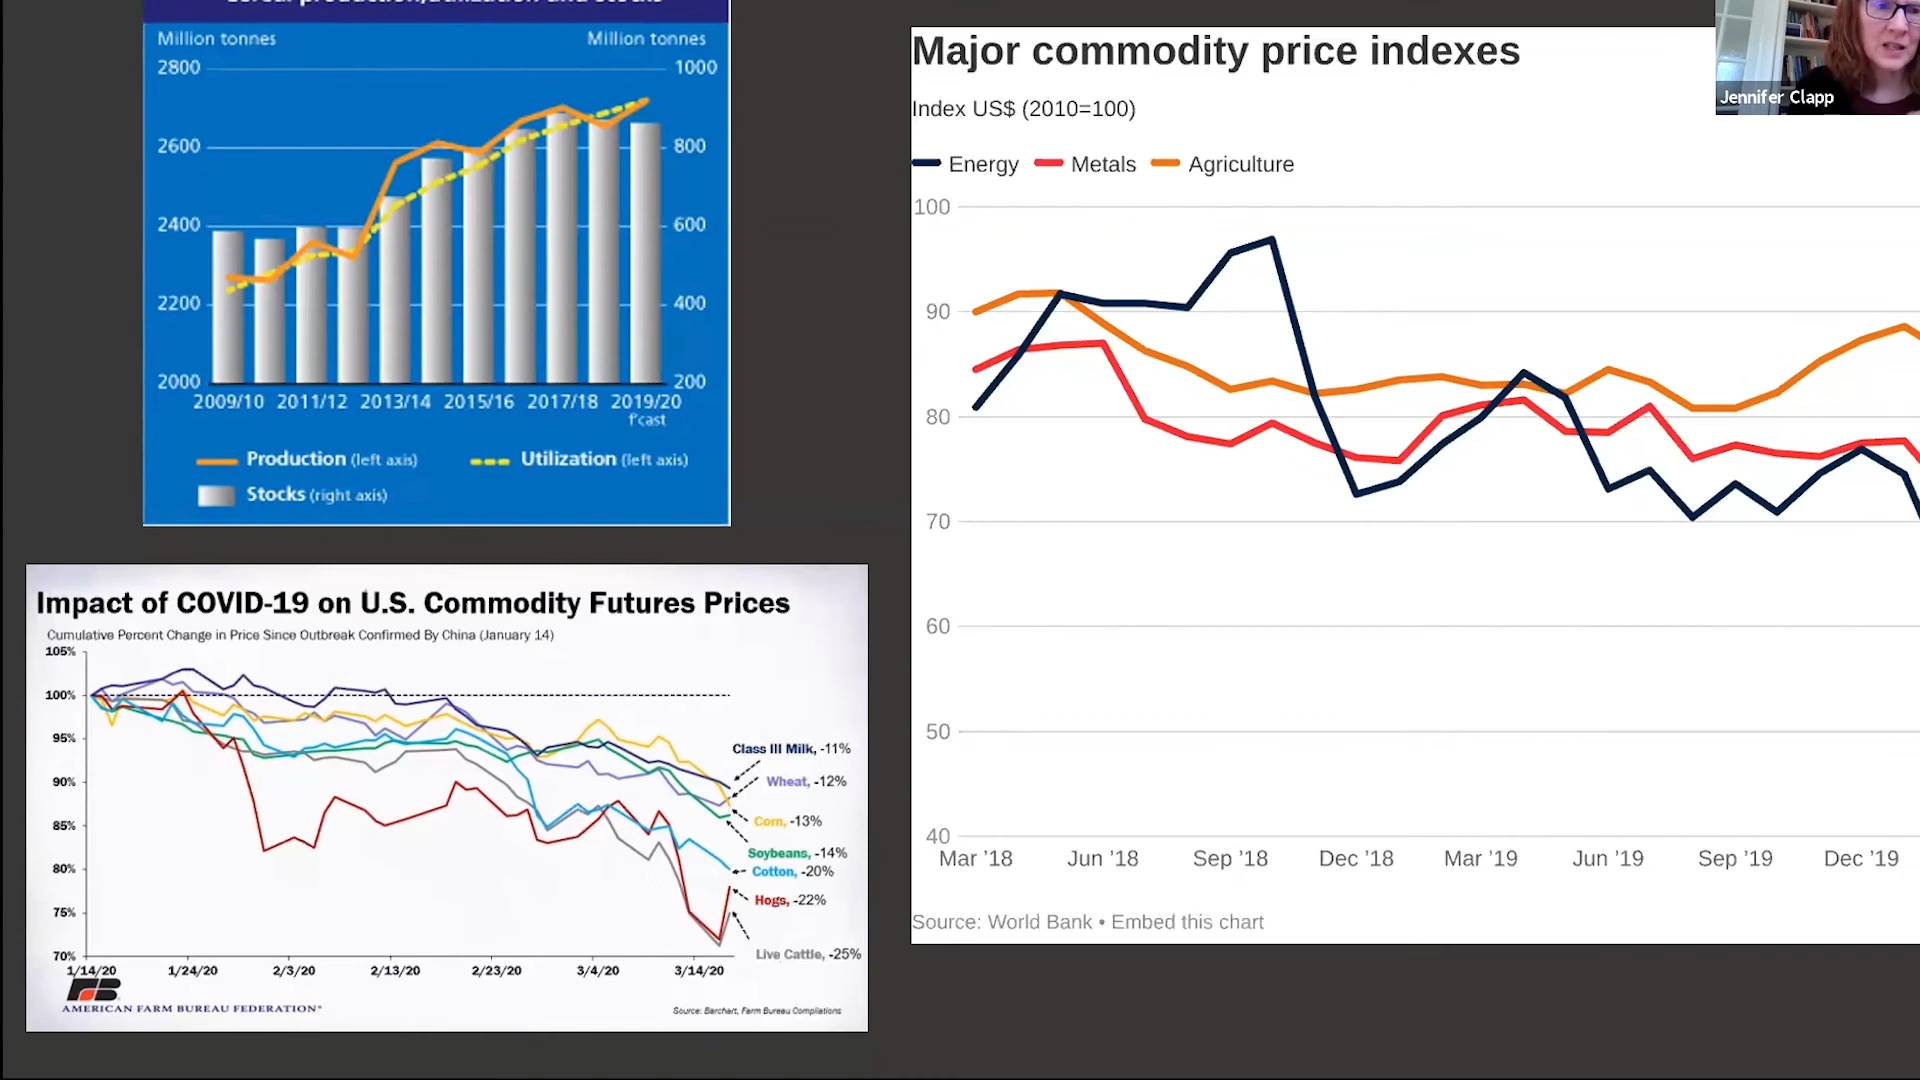 cereal production/utilization and stocks
Million tonnes Million tonnes
2800 1000
2600 800
2400 600
2200 400
2000 200
2009/10 2011/12 2013/14 2015/16 2017/18 2019/20
f'cast
Production (left axis) Utilization (left axis)
Stocks (right axis)
Major commodity price indexes
Index US$ (2010=100)
Energy Metals Agriculture
100
90
80
70
60
50
40
Mar '18 Jun '18 Sep '18 Dec '18 Mar '19 Jun '19 Sep '19 Dec '19
Source: World Bank • Embed this chart
Jennifer Clapp
Impact of COVID-19 on U.S. Commodity Futures Prices
Cumulative Percent Change in Price Since Outbreak Confirmed By China (January 14)
105%
100%
95%
90%
85%
80%
75%
70%
Class III Milk, -11%
Wheat, -12%
Corn, -13%
Soybeans, -14%
Cotton, -20%
Hogs, -22%
Live Cattle, -25%
1/14/20 1/24/20 2/3/20 2/13/20 2/23/20 3/4/20 3/14/20
FB
AMERICAN FARM BUREAU FEDERATION®
Source: Barchart, Farm Bureau Compilations